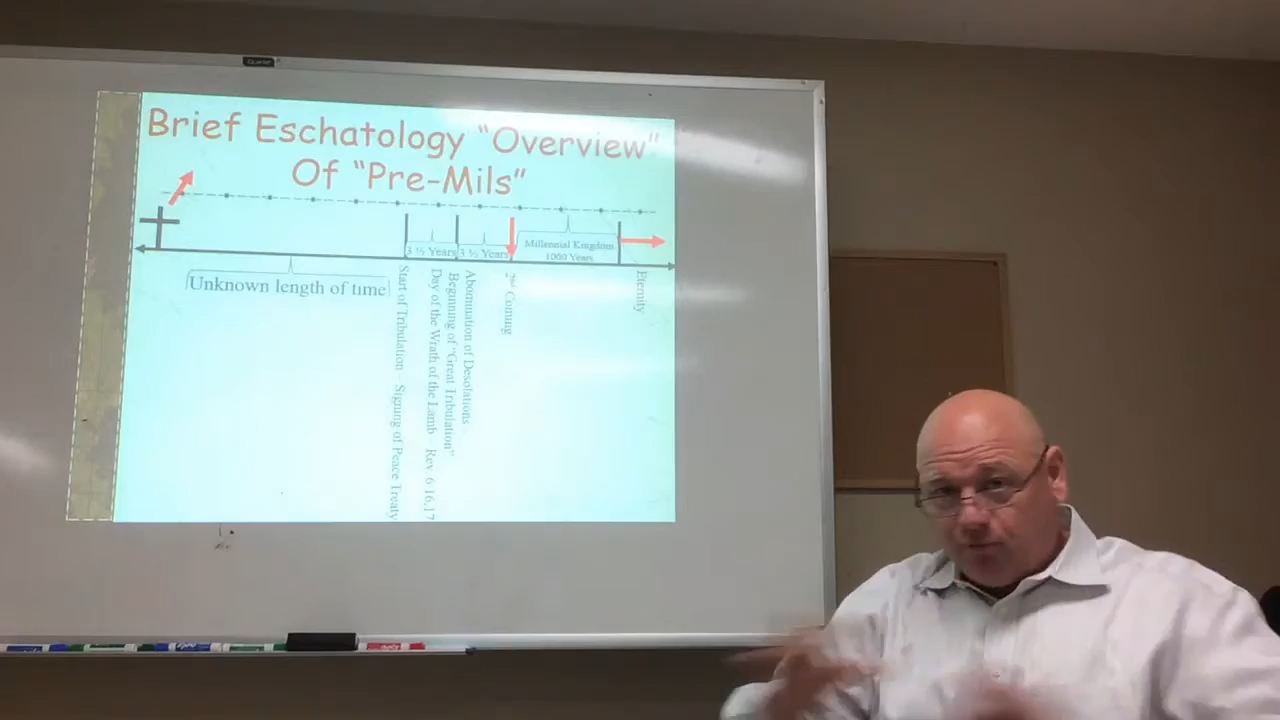 Brief Eschatology "Overview"
Of "Pre-Mils"
3 ½ Years
3 ½ Years
Millennial Kingdom
1000 Years
Unknown length of time
Start of Tribulation - Signing of Peace Treaty
Day of the Wrath of the Lamb Rev 6 16,17
Beginning of "Great Tribulation"
Abomination of Desolations
2nd Coming
Eternity